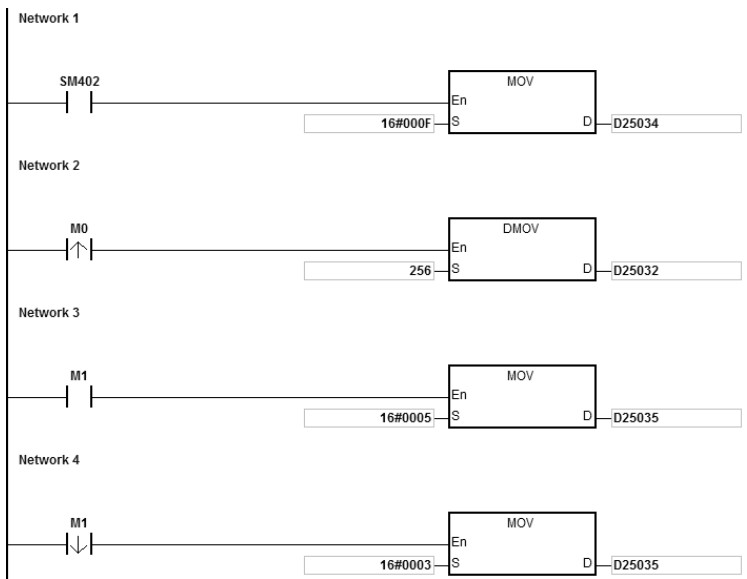 Network 1
SM402
MOV
En
16#000F S D D25034
Network 2
M0
DMOV
En
256 S D D25032
Network 3
M1
MOV
En
16#0005 S D D25035
Network 4
M1
MOV
En
16#0003 S D D25035